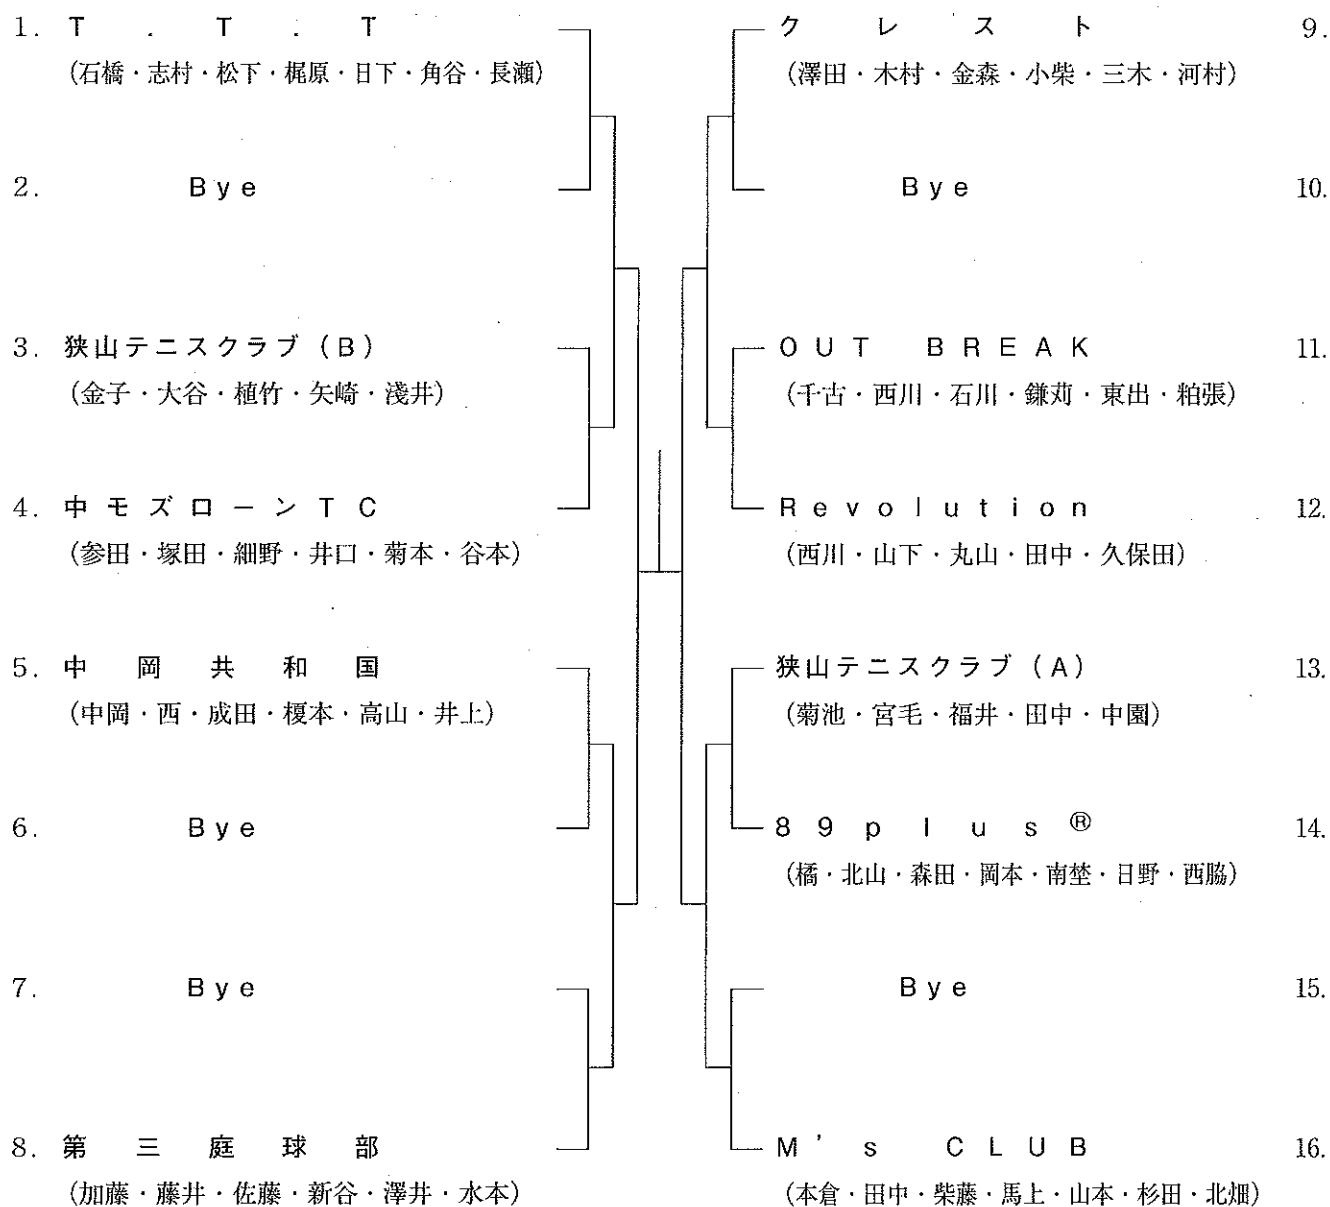 1. T . T . T
(石橋・志村・松下・梶原・日下・角谷・長瀬)
2. Bye
3. 狭山テニスクラブ(B)
(金子・大谷・植竹・矢崎・淺井)
4. 中モズローンTC
(参田・塚田・細野・井口・菊本・谷本)
5. 中岡共和国
(中岡・西・成田・榎本・高山・井上)
6. Bye
7. Bye
8. 第三庭球部
(加藤・藤井・佐藤・新谷・澤井・水本)
クレスト 9.
(澤田・木村・金森・小柴・三木・河村)
Bye 10.
OUT BREAK 11.
(千古・西川・石川・鎌苅・東出・粕張)
Revolution 12.
(西川・山下・丸山・田中・久保田)
狭山テニスクラブ(A) 13.
(菊池・宮毛・福井・田中・中園)
89plus® 14.
(橘・北山・森田・岡本・南埜・日野・西脇)
Bye 15.
M's CLUB 16.
(本倉・田中・柴藤・馬上・山本・杉田・北畑)